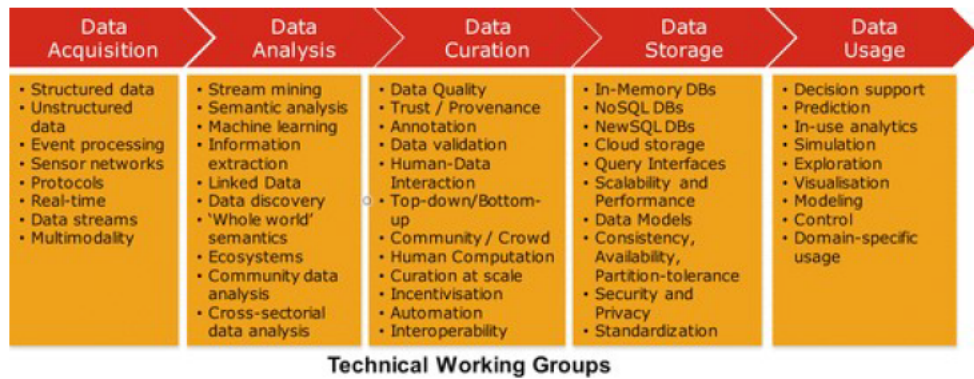 Data
Acquisition
Data
Analysis
Data
Curation
Data
Storage
Data
Usage
• Structured data
• Unstructured
data
• Event processing
• Sensor networks
• Protocols
• Real-time
• Data streams
• Multimodality
• Stream mining
• Semantic analysis
• Machine learning
• Information
extraction
• Linked Data
• Data discovery
• 'Whole world'
semantics
• Ecosystems
• Community data
analysis
• Cross-sectorial
data analysis
• Data Quality
• Trust / Provenance
• Annotation
• Data validation
• Human-Data
Interaction
• Top-down/Bottom-
up
• Community / Crowd
• Human Computation
• Curation at scale
• Incentivisation
• Automation
• Interoperability
• In-Memory DBs
• NoSQL DBs
• NewSQL DBs
• Cloud storage
• Query Interfaces
• Scalability and
Performance
• Data Models
• Consistency,
Availability,
Partition-tolerance
• Security and
Privacy
• Standardization
• Decision support
• Prediction
• In-use analytics
• Simulation
• Exploration
• Visualisation
• Modeling
• Control
• Domain-specific
usage
Technical Working Groups